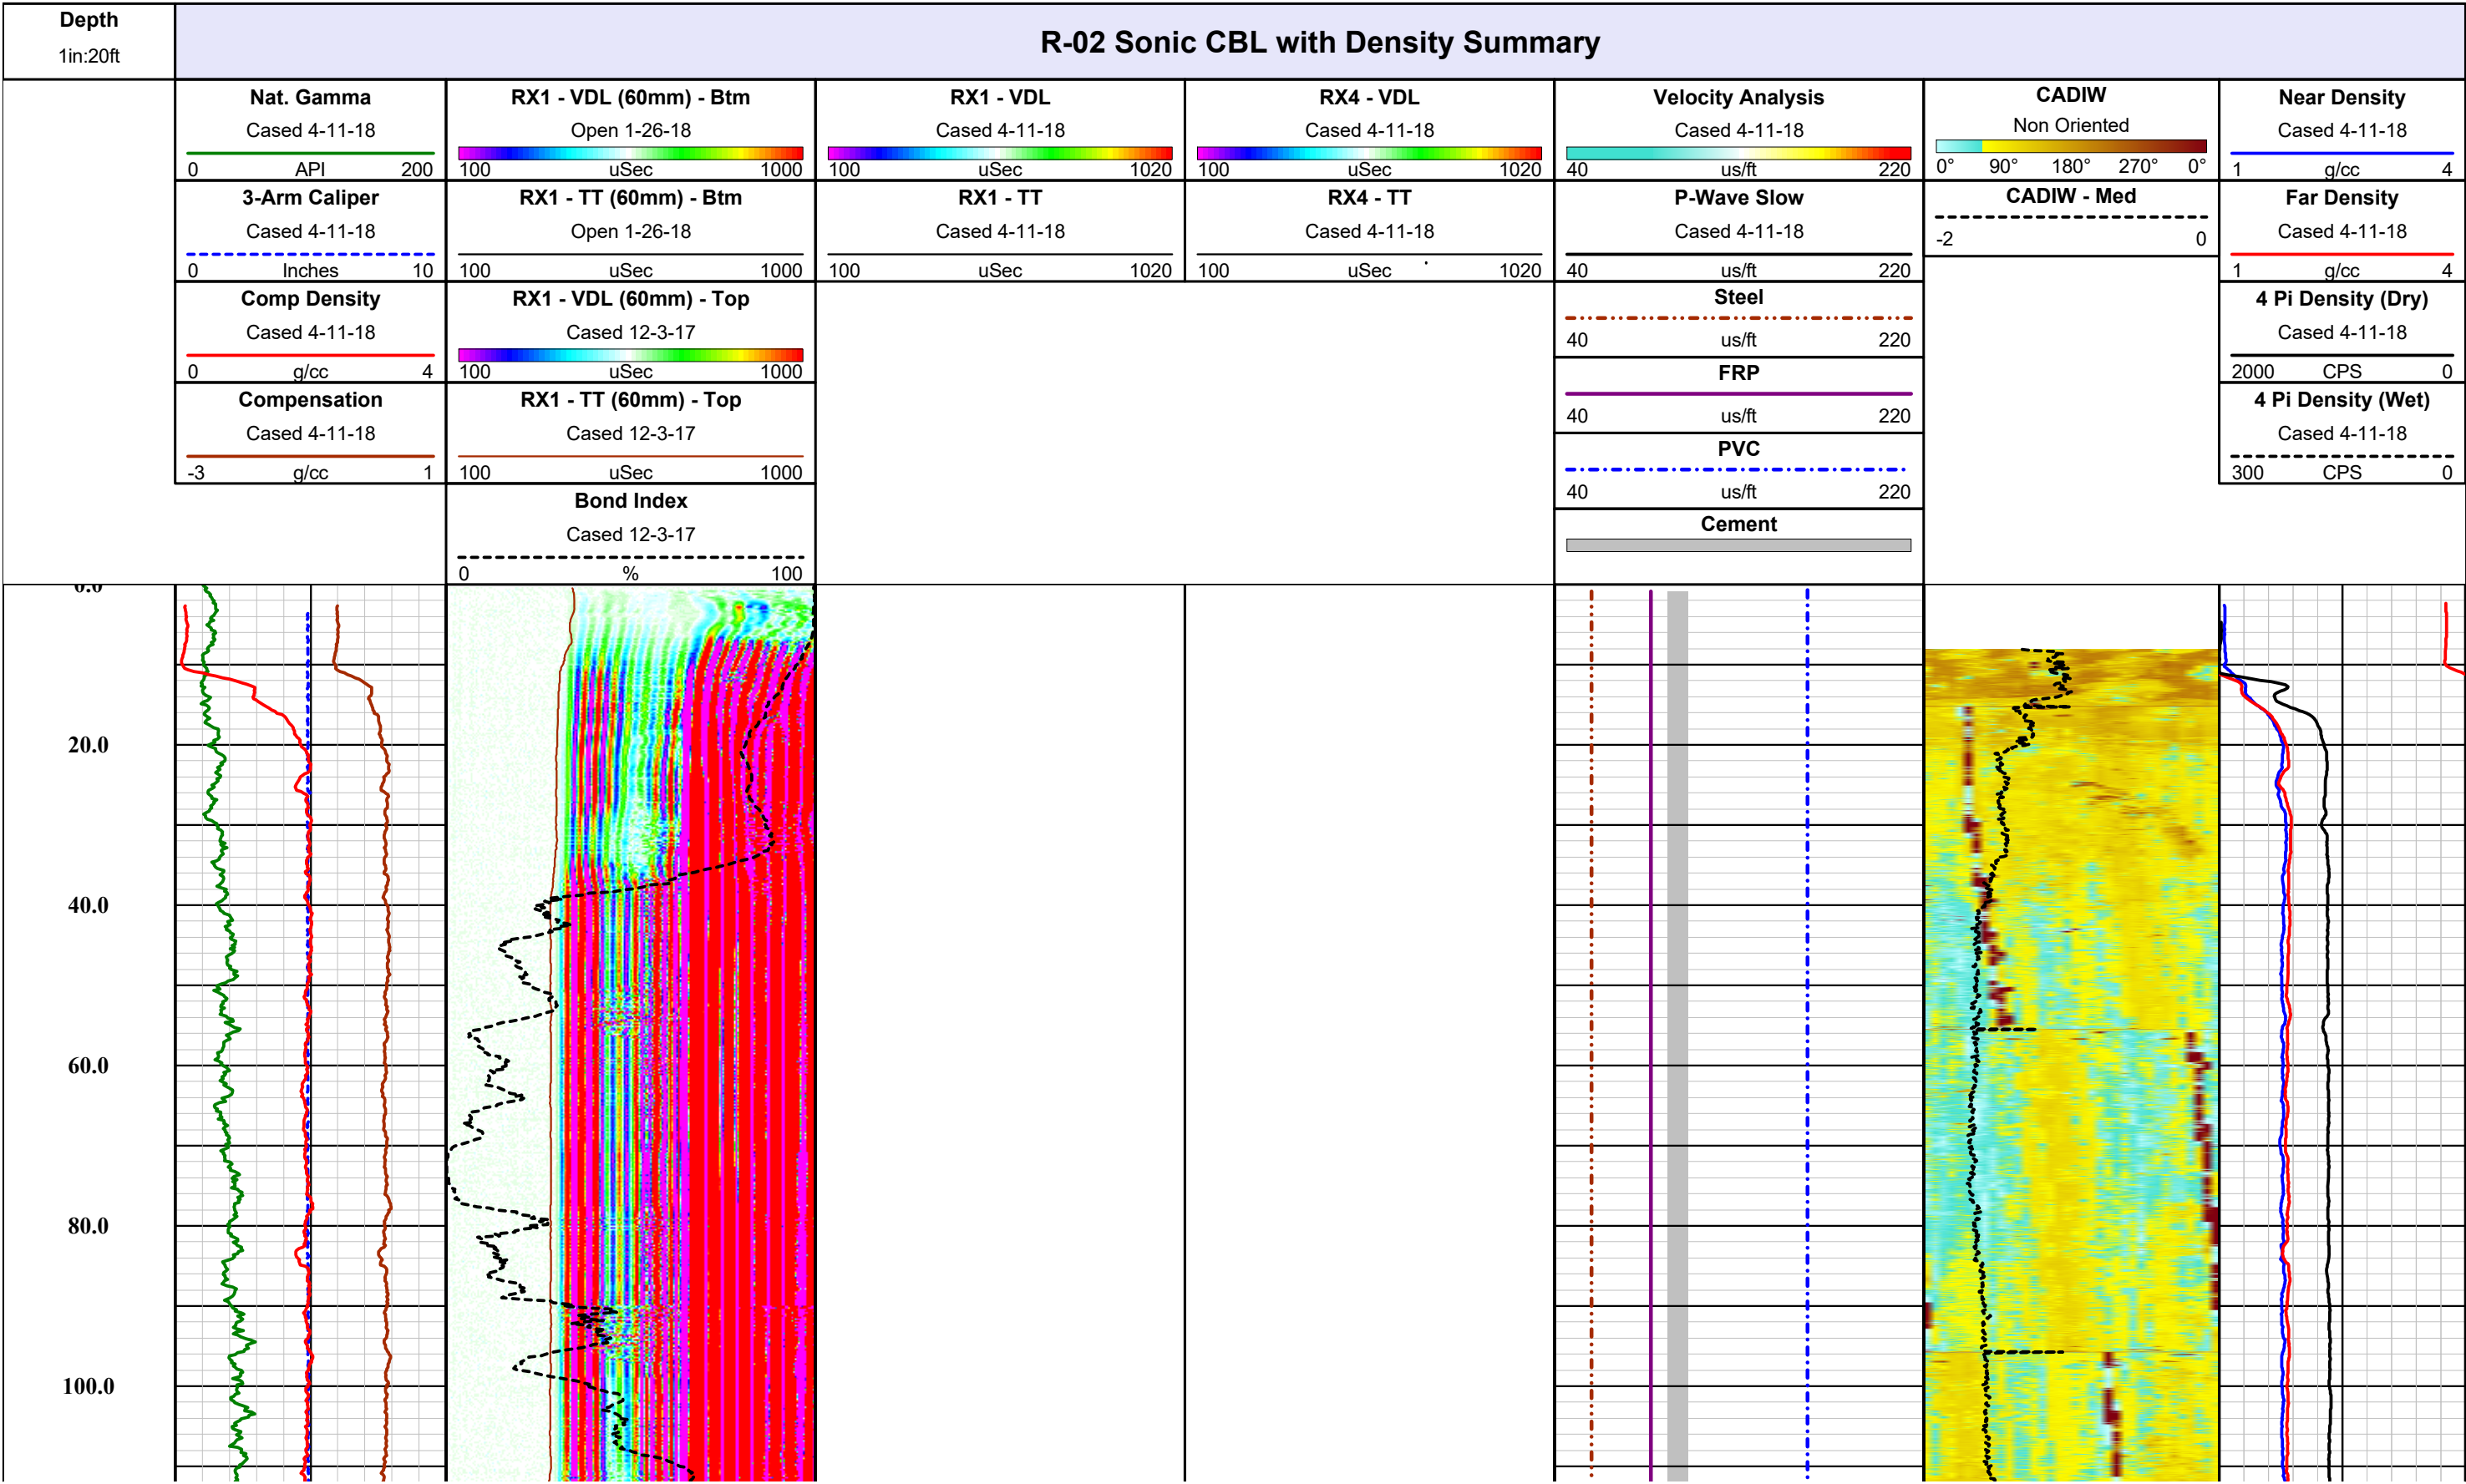 Depth
1in:20ft
R-02 Sonic CBL with Density Summary
Nat. Gamma
Cased 4-11-18
0 API 200
3-Arm Caliper
Cased 4-11-18
0 Inches 10
Comp Density
Cased 4-11-18
0 g/cc 4
Compensation
Cased 4-11-18
-3 g/cc 1
RX1 - VDL (60mm) - Btm
Open 1-26-18
100 uSec 1000
RX1 - TT (60mm) - Btm
Open 1-26-18
100 uSec 1000
RX1 - VDL (60mm) - Top
Cased 12-3-17
100 uSec 1000
RX1 - TT (60mm) - Top
Cased 12-3-17
100 uSec 1000
Bond Index
Cased 12-3-17
0 % 100
RX1 - VDL
Cased 4-11-18
100 uSec 1020
RX1 - TT
Cased 4-11-18
100 uSec 1020
RX4 - VDL
Cased 4-11-18
100 uSec 1020
RX4 - TT
Cased 4-11-18
100 uSec 1020
Velocity Analysis
Cased 4-11-18
40 us/ft 220
P-Wave Slow
Cased 4-11-18
40 us/ft 220
Steel
40 us/ft 220
FRP
40 us/ft 220
PVC
40 us/ft 220
Cement
CADIW
Non Oriented
0° 90° 180° 270° 0°
CADIW - Med
-2 0
Near Density
Cased 4-11-18
1 g/cc 4
Far Density
Cased 4-11-18
1 g/cc 4
4 Pi Density (Dry)
Cased 4-11-18
2000 CPS 0
4 Pi Density (Wet)
Cased 4-11-18
300 CPS 0
0.0
20.0
40.0
60.0
80.0
100.0